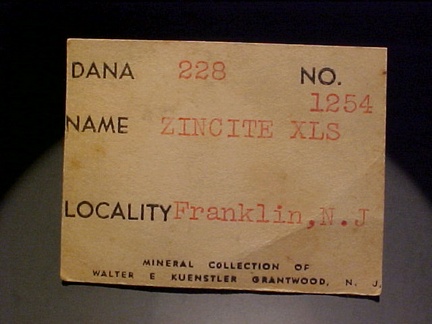 DANA 228 NO.
1254
NAME ZINCITE XLS
LOCALITY Franklin, N.J
MINERAL COLLECTION OF
WALTER E KUENSTLER GRANTWOOD, N. J.